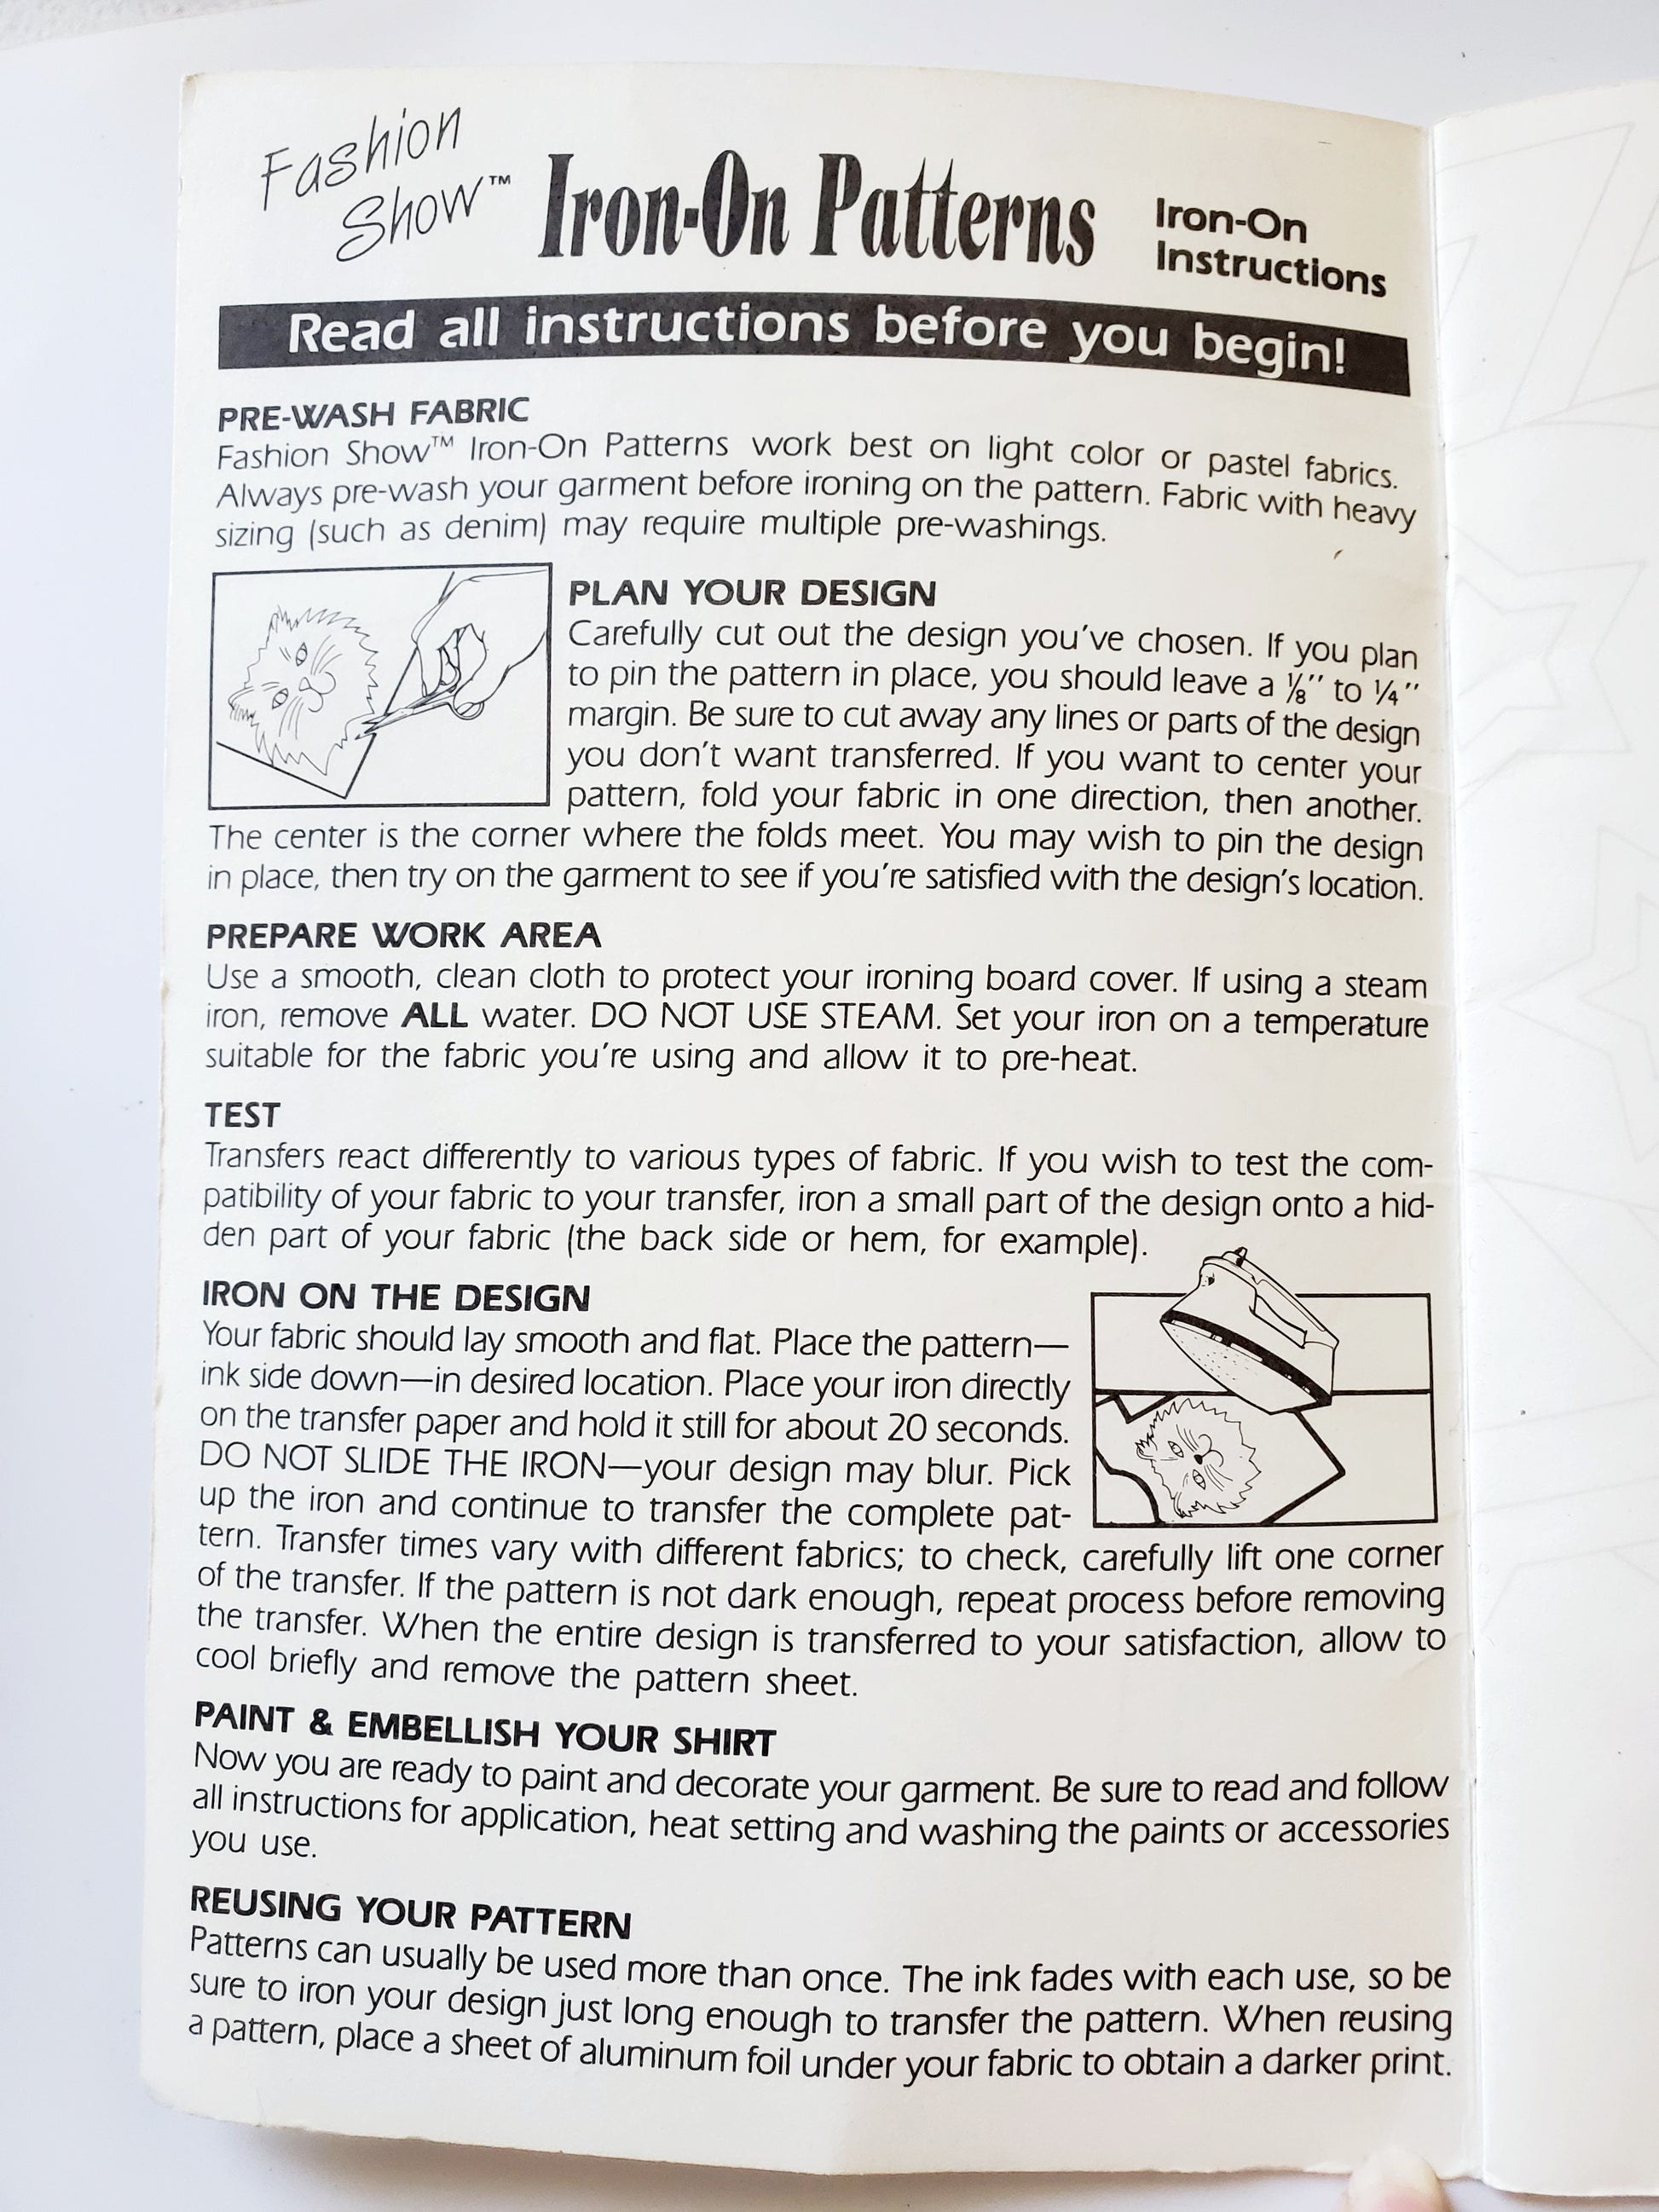 Fashion
Show™
Iron-On Patterns
Iron-On
Instructions
Read all instructions before you begin!
PRE-WASH FABRIC
Fashion Show™ Iron-On Patterns work best on light color or pastel fabrics.
Always pre-wash your garment before ironing on the pattern. Fabric with heavy
sizing (such as denim) may require multiple pre-washings.
PLAN YOUR DESIGN
Carefully cut out the design you've chosen. If you plan
to pin the pattern in place, you should leave a ⅛" to ¼"
margin. Be sure to cut away any lines or parts of the design
you don't want transferred. If you want to center your
pattern, fold your fabric in one direction, then another.
The center is the corner where the folds meet. You may wish to pin the design
in place, then try on the garment to see if you're satisfied with the design's location.
PREPARE WORK AREA
Use a smooth, clean cloth to protect your ironing board cover. If using a steam
iron, remove ALL water. DO NOT USE STEAM. Set your iron on a temperature
suitable for the fabric you're using and allow it to pre-heat.
TEST
Transfers react differently to various types of fabric. If you wish to test the com-
patibility of your fabric to your transfer, iron a small part of the design onto a hid-
den part of your fabric (the back side or hem, for example).
IRON ON THE DESIGN
Your fabric should lay smooth and flat. Place the pattern—
ink side down—in desired location. Place your iron directly
on the transfer paper and hold it still for about 20 seconds.
DO NOT SLIDE THE IRON—your design may blur. Pick
up the iron and continue to transfer the complete pat-
tern. Transfer times vary with different fabrics; to check, carefully lift one corner
of the transfer. If the pattern is not dark enough, repeat process before removing
the transfer. When the entire design is transferred to your satisfaction, allow to
cool briefly and remove the pattern sheet.
PAINT & EMBELLISH YOUR SHIRT
Now you are ready to paint and decorate your garment. Be sure to read and follow
all instructions for application, heat setting and washing the paints or accessories
you use.
REUSING YOUR PATTERN
Patterns can usually be used more than once. The ink fades with each use, so be
sure to iron your design just long enough to transfer the pattern. When reusing
a pattern, place a sheet of aluminum foil under your fabric to obtain a darker print.